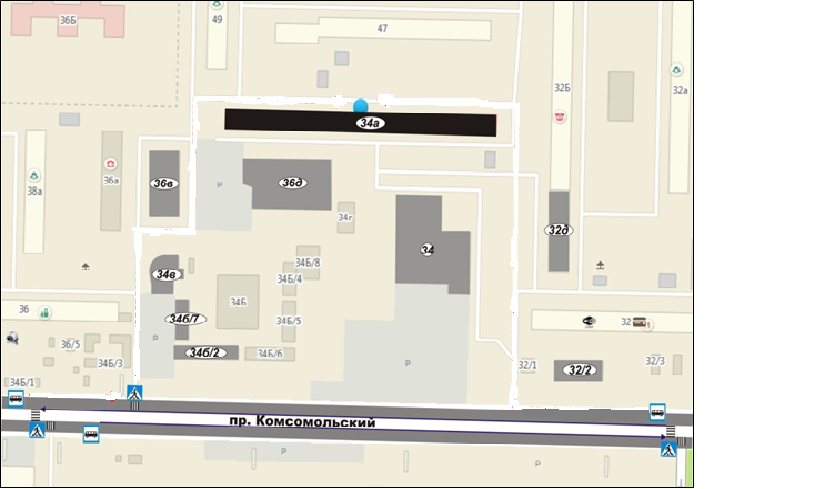 36Б
49
47
32Б
32а
34а
38а
36а
36в
Р
36д
34г
34
32д
34в
34Б/8
34Б/4
34Б
36
34б/7
34Б/5
32
36/5
Р
34Б/3
34б/2
34Б/6
Р
32/1
32/2
32/3
34Б/1
пр. Комсомольский
Р
Р